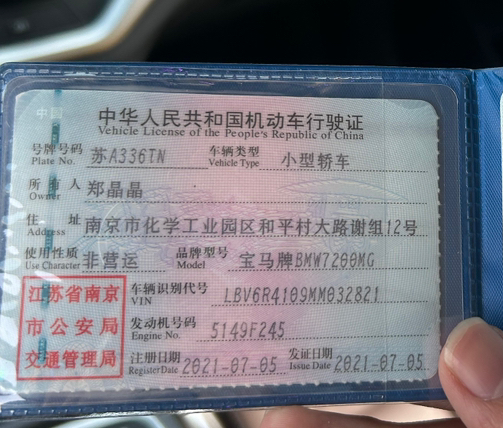 中华人民共和国机动车行驶证
Vehicle License of the People's Republic of China
号牌号码 苏A336TN 车辆类型 小型轿车
Plate No. Vehicle Type
所有人 郑晶晶
Owner
住址 南京市化学工业园区和平村大路谢组12号
Address
使用性质 非营运 品牌型号 宝马牌BMW7200MG
Use Character Model
江苏省南京
市公安局
交通管理局
车辆识别代号 LBV6R4109MM032821
VIN
发动机号码 5149F245
Engine No.
注册日期 2021-07-05 发证日期 2021-07-05
Register Date Issue Date